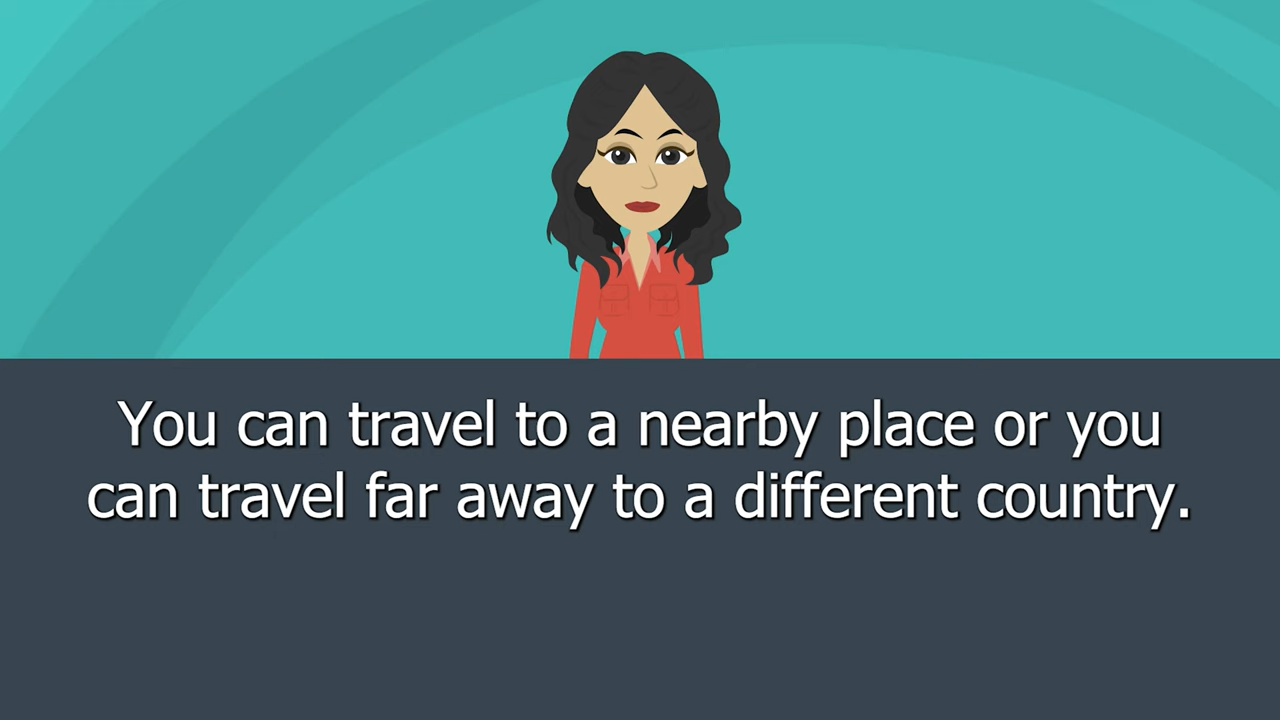 You can travel to a nearby place or you
can travel far away to a different country.